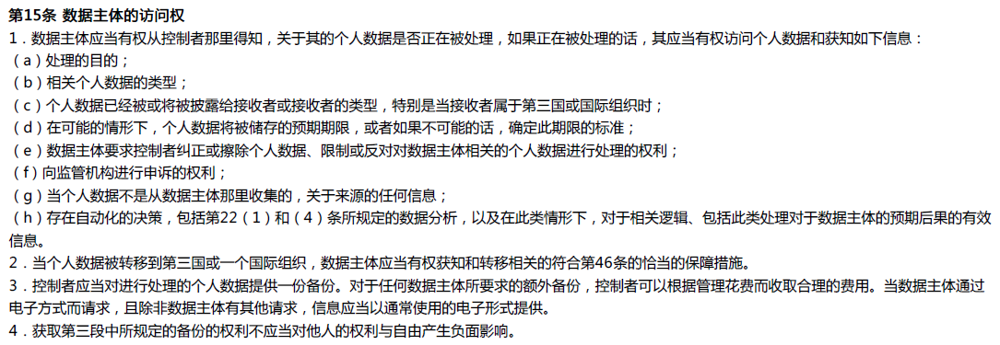 第15条 数据主体的访问权
1．数据主体应当有权从控制者那里得知，关于其的个人数据是否正在被处理，如果正在被处理的话，其应当有权访问个人数据和获知如下信息：
（a）处理的目的；
（b）相关个人数据的类型；
（c）个人数据已经被或将被披露给接收者或接收者的类型，特别是当接收者属于第三国或国际组织时；
（d）在可能的情形下，个人数据将被储存的预期期限，或者如果不可能的话，确定此期限的标准；
（e）数据主体要求控制者纠正或擦除个人数据、限制或反对对数据主体相关的个人数据进行处理的权利；
（f）向监管机构进行申诉的权利；
（g）当个人数据不是从数据主体那里收集的，关于来源的任何信息；
（h）存在自动化的决策，包括第22（1）和（4）条所规定的数据分析，以及在此类情形下，对于相关逻辑、包括此类处理对于数据主体的预期后果的有效
信息。
2．当个人数据被转移到第三国或一个国际组织，数据主体应当有权获知和转移相关的符合第46条的恰当的保障措施。
3．控制者应当对进行处理的个人数据提供一份备份。对于任何数据主体所要求的额外备份，控制者可以根据管理花费而收取合理的费用。当数据主体通过
电子方式而请求，且除非数据主体有其他请求，信息应当以通常使用的电子形式提供。
4．获取第三段中所规定的备份的权利不应当对他人的权利与自由产生负面影响。